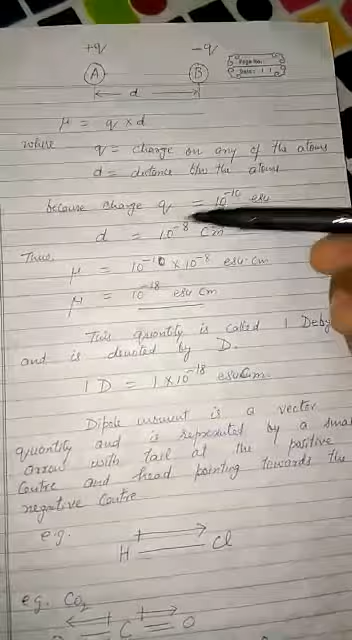 +q -q
A B
Page No.:
Date: / /
d
μ = q × d
where
q = charge on any of the atoms
d = distance b/w the atoms
because charge q = 10⁻¹⁰ esu
d = 10⁻⁸ cm
Thus,
μ = 10⁻¹⁰ × 10⁻⁸ esu cm
μ = 10⁻¹⁸ esu cm
This quantity is called 1 Deby
and is denoted by D.
1 D = 1 × 10⁻¹⁸ esu cm.
Dipole moment is a vector
quantity and is represented by a small
arrow with tail at the positive
Centre and head pointing towards the
negative Centre
e.g.
H — Cl
eg. CO₂
C = O